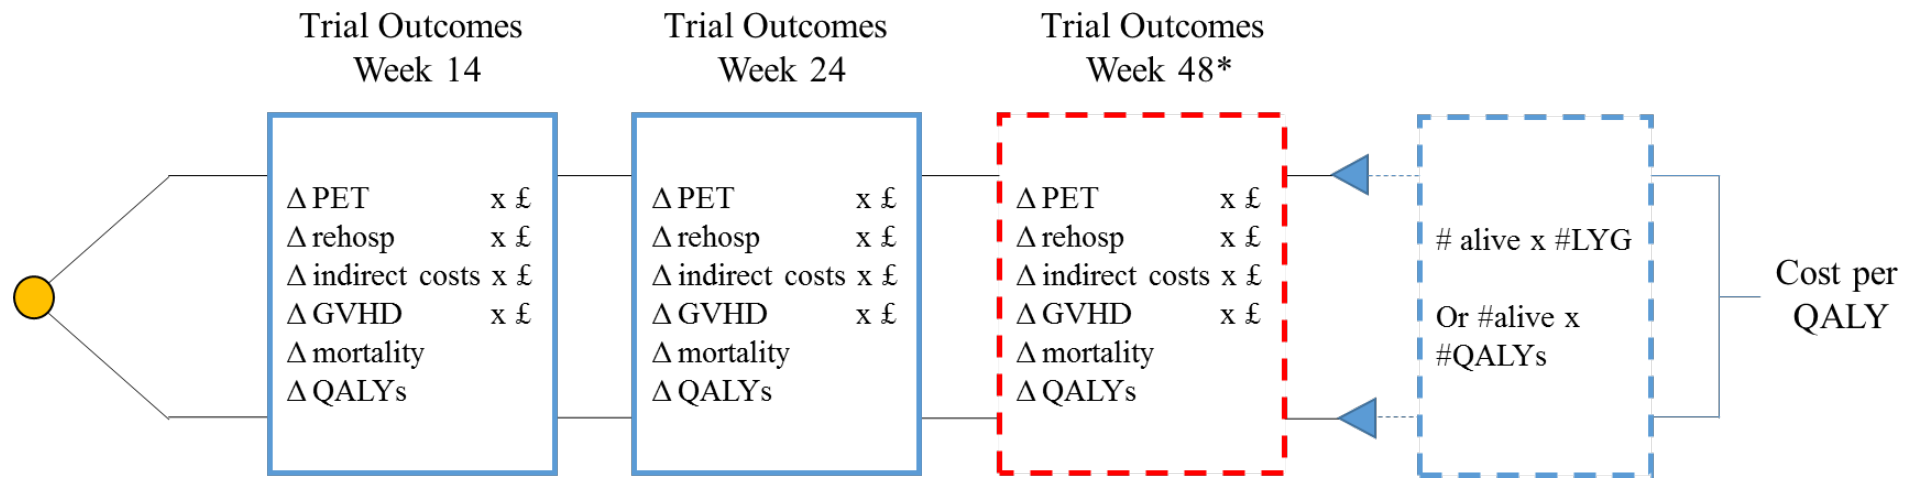 Trial Outcomes
Week 14
Trial Outcomes
Week 24
Trial Outcomes
Week 48*
Δ PET x £
Δ rehosp x £
Δ indirect costs x £
Δ GVHD x £
Δ mortality
Δ QALYs
Δ PET x £
Δ rehosp x £
Δ indirect costs x £
Δ GVHD x £
Δ mortality
Δ QALYs
Δ PET x £
Δ rehosp x £
Δ indirect costs x £
Δ GVHD x £
Δ mortality
Δ QALYs
# alive x #LYG
Or #alive x
#QALYs
Cost per
QALY